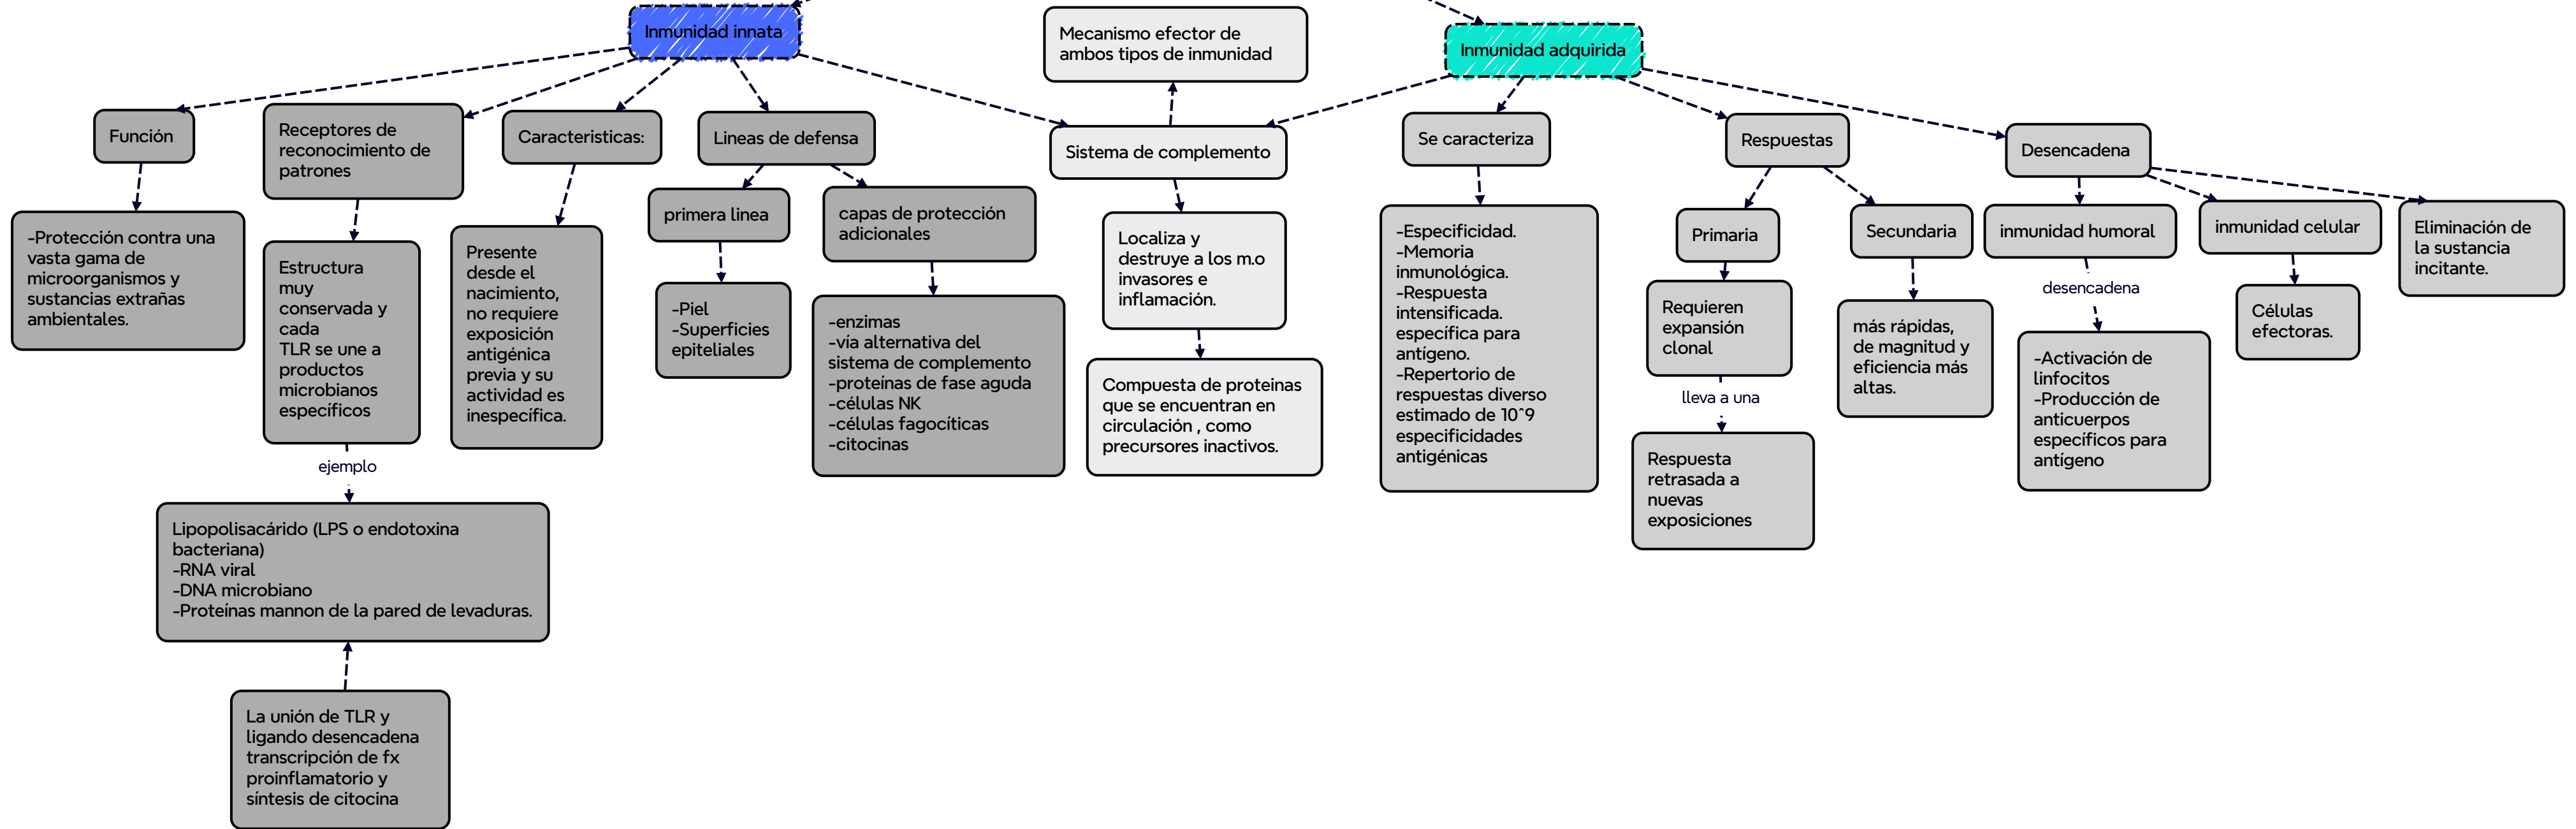 Inmunidad innata
Mecanismo efector de
ambos tipos de inmunidad
Inmunidad adquirida
Función
Receptores de
reconocimiento de
patrones
Caracteristicas:
Lineas de defensa
Sistema de complemento
Se caracteriza
Respuestas
Desencadena
-Protección contra una
vasta gama de
microorganismos y
sustancias extrañas
ambientales.
Estructura
muy
conservada y
cada
TLR se une a
productos
microbianos
específicos
Presente
desde el
nacimiento,
no requiere
exposición
antigénica
previa y su
actividad es
inespecífica.
primera linea
capas de protección
adicionales
-Piel
-Superficies
epiteliales
-enzimas
-vía alternativa del
sistema de complemento
-proteínas de fase aguda
-células NK
-células fagocíticas
-citocinas
Localiza y
destruye a los m.o
invasores e
inflamación.
Compuesta de proteinas
que se encuentran en
circulación , como
precursores inactivos.
-Especificidad.
-Memoria
inmunológica.
-Respuesta
intensificada.
específica para
antígeno.
-Repertorio de
respuestas diverso
estimado de 10^9
especificidades
antigénicas
Primaria
Secundaria
Requieren
expansión
clonal
lleva a una
Respuesta
retrasada a
nuevas
exposiciones
más rápidas,
de magnitud y
eficiencia más
altas.
inmunidad humoral
inmunidad celular
Eliminación de
la sustancia
incitante.
desencadena
-Activación de
linfocitos
-Producción de
anticuerpos
específicos para
antígeno
Células
efectoras.
ejemplo
Lipopolisacárido (LPS o endotoxina
bacteriana)
-RNA viral
-DNA microbiano
-Proteínas mannon de la pared de levaduras.
La unión de TLR y
ligando desencadena
transcripción de fx
proinflamatorio y
síntesis de citocina